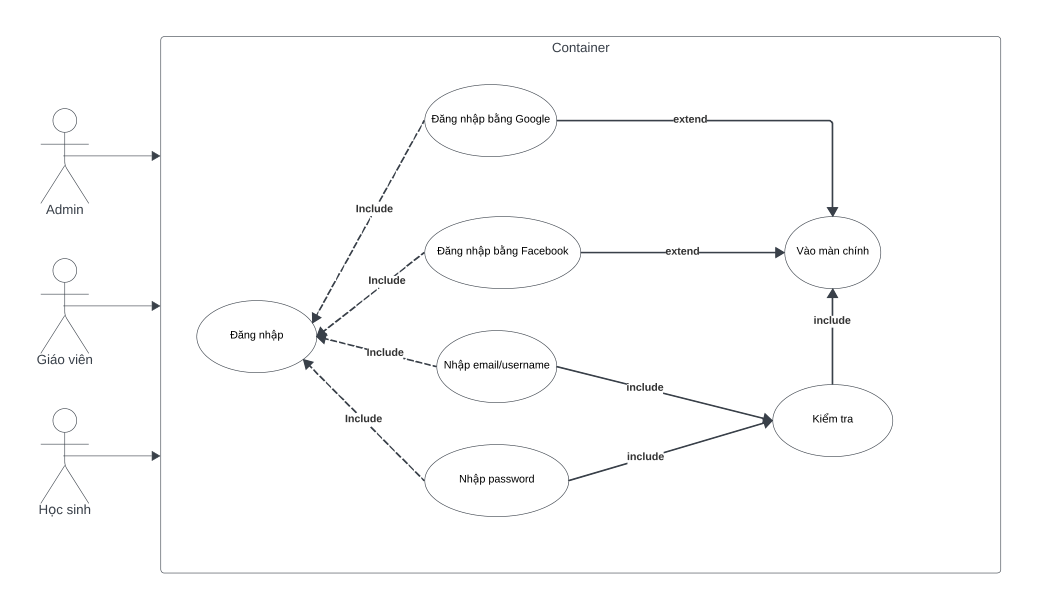 Container
Đăng nhập bằng Google
extend
Admin
Include
Đăng nhập bằng Facebook
extend
Vào màn chính
Include
include
Đăng nhập
Giáo viên
Include
Nhập email/username
include
Include
Kiểm tra
include
Nhập password
Học sinh